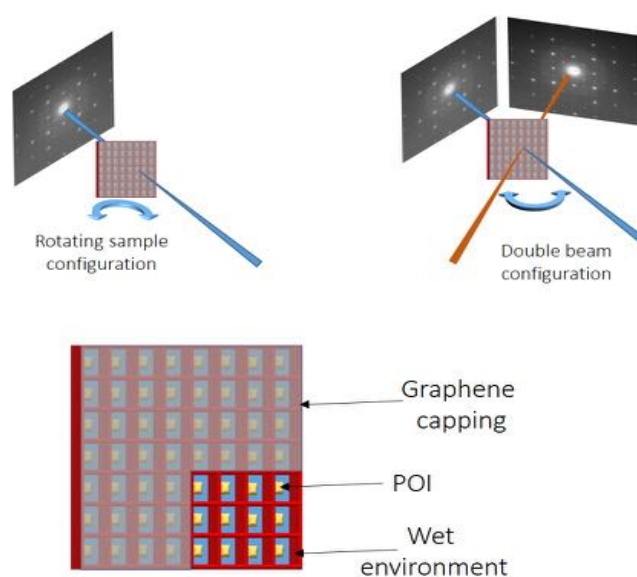 Rotating sample
configuration
Double beam
configuration
Graphene
capping
POI
Wet
environment